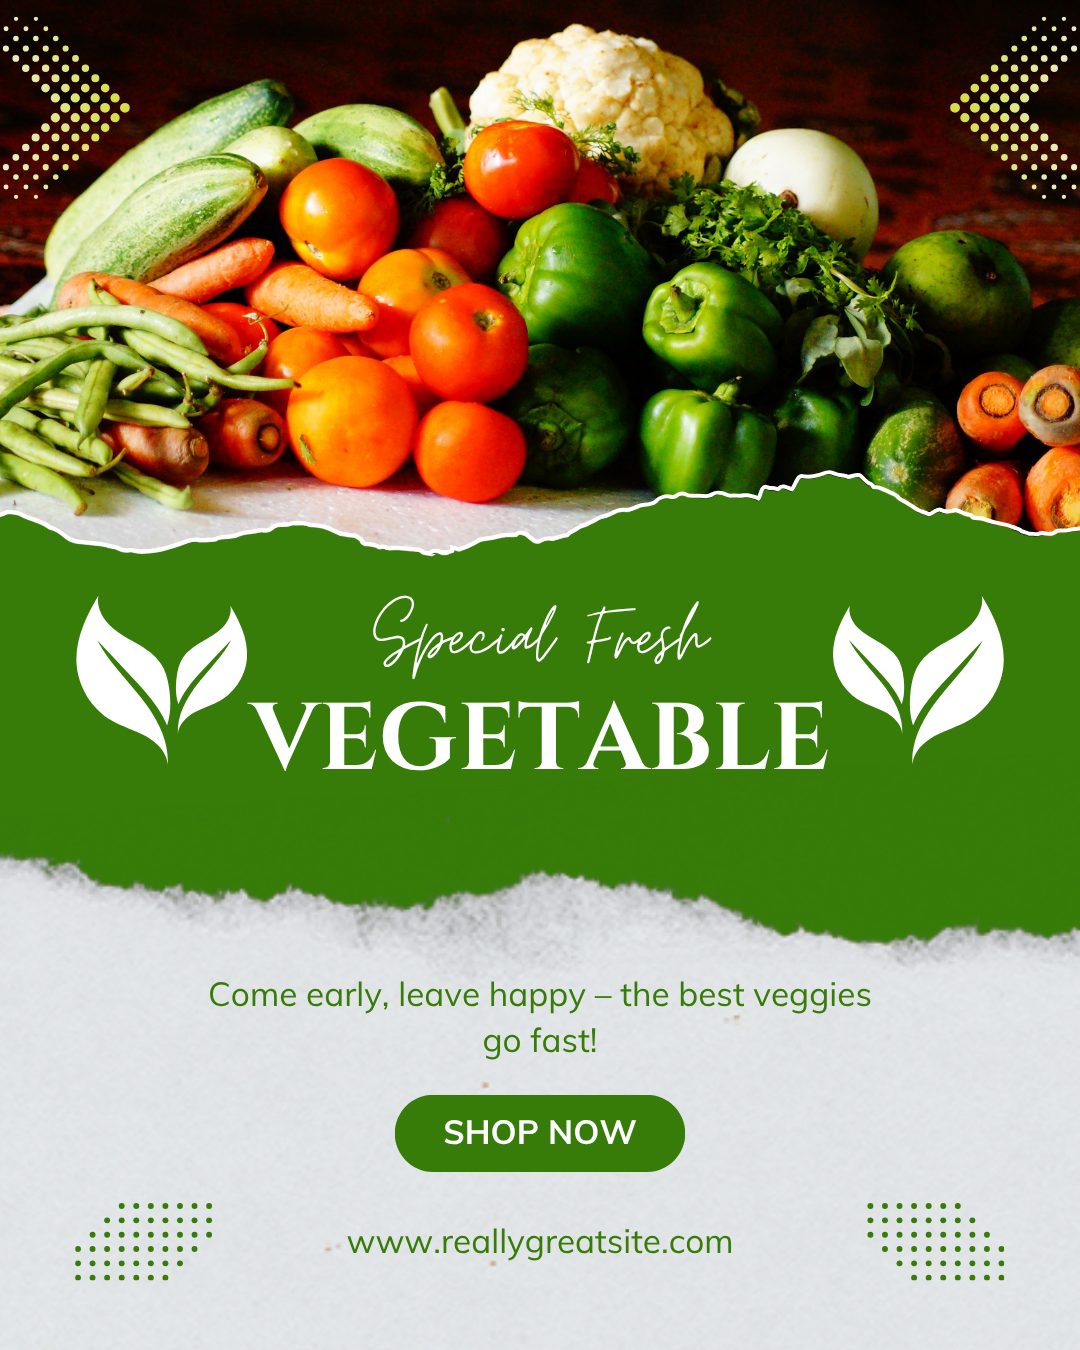 Special Fresh
VEGETABLE
Come early, leave happy – the best veggies
go fast!
SHOP NOW
www.reallygreatsite.com